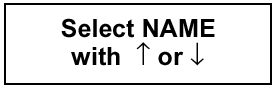 Select NAME
with ↑ or ↓